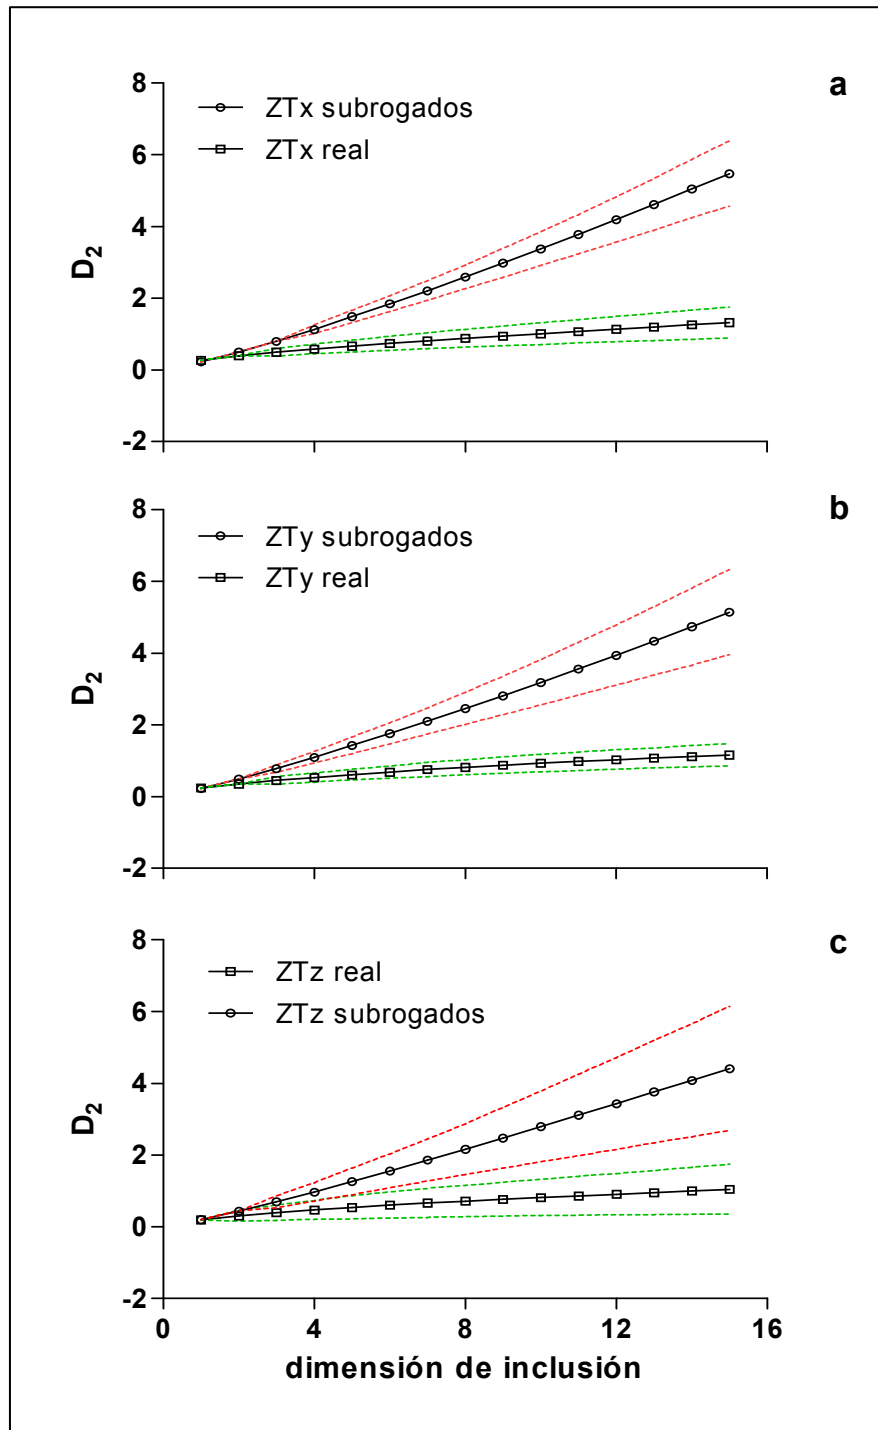 a
8
6
4
2
0
-2
D₂
ZTx subrogados
ZTx real
b
8
6
4
2
0
-2
D₂
ZTy subrogados
ZTy real
c
8
6
4
2
0
-2
D₂
ZTz real
ZTz subrogados
0 4 8 12 16
dimensión de inclusión